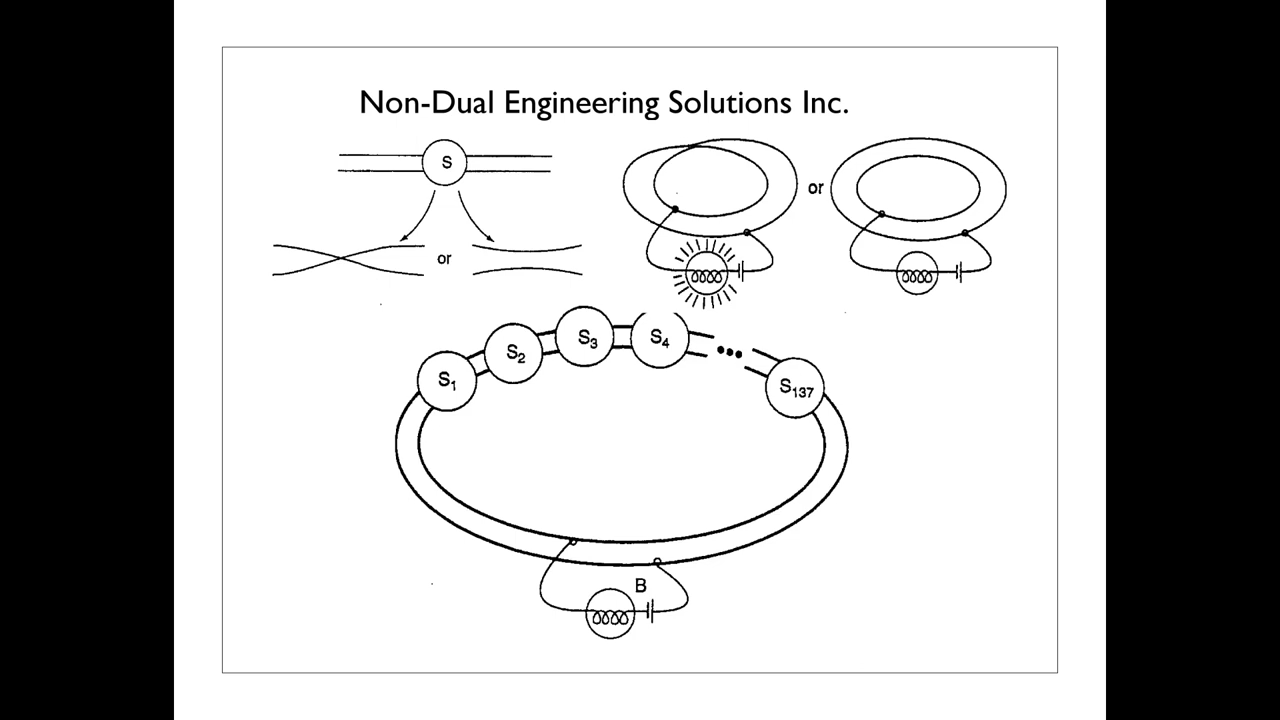 Non-Dual Engineering Solutions Inc.
S
or
or
S1
S2
S3
S4
S137
B